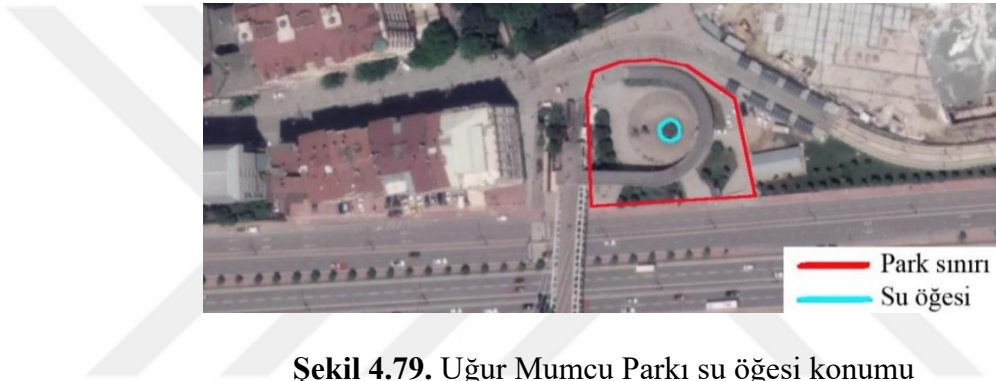 Park sınırı
Su öğesi
Şekil 4.79. Uğur Mumcu Parkı su öğesi konumu